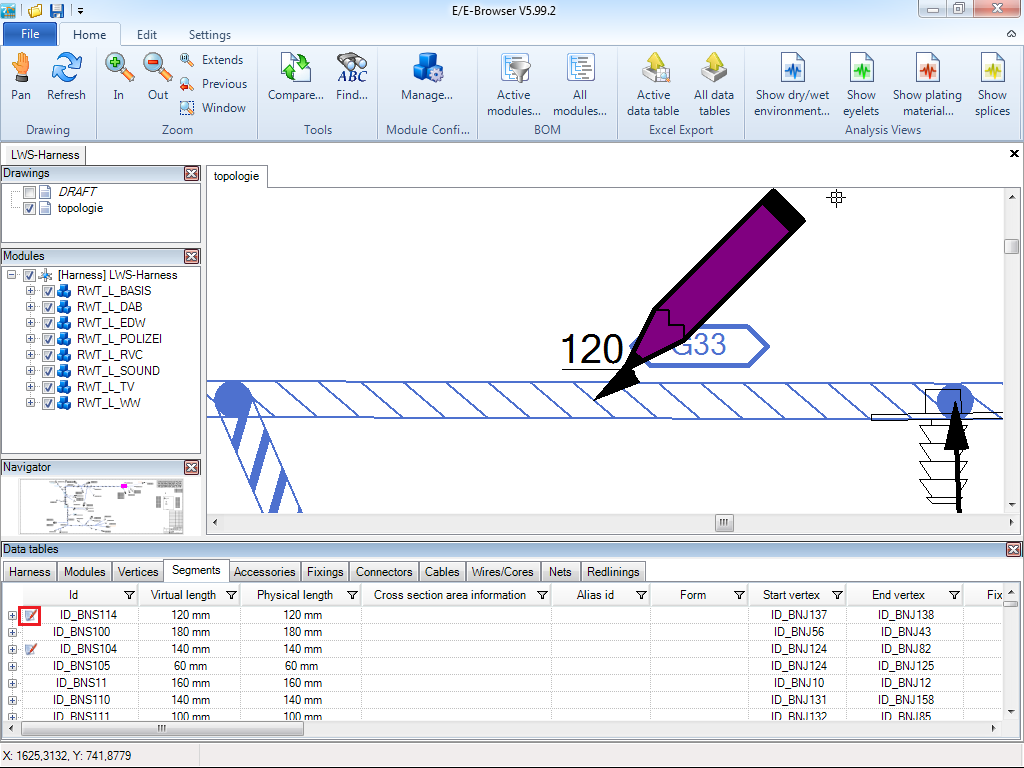 E/E-Browser V5.99.2
File Home Edit Settings
Pan Refresh In Out Extends Previous Window Compare... Find... Manage... Active modules... All modules... Active data table All data tables Show dry/wet environment... Show eyelets Show plating material... Show splices
ABC
Drawing Zoom Tools Module Confi... BOM Excel Export Analysis Views
LWS-Harness
Drawings
DRAFT
topologie
Modules
[Harness] LWS-Harness
RWT_L_BASIS
RWT_L_DAB
RWT_L_EDW
RWT_L_POLIZEI
RWT_L_RVC
RWT_L_SOUND
RWT_L_TV
RWT_L_WW
Navigator
topologie
120 G33
Data tables
Harness Modules Vertices Segments Accessories Fixings Connectors Cables Wires/Cores Nets Redlinings
Id Virtual length Physical length Cross section area information Alias id Form Start vertex End vertex Fix
ID_BNS114 120 mm 120 mm ID_BNJ137 ID_BNJ138
ID_BNS100 180 mm 180 mm ID_BNJ56 ID_BNJ43
ID_BNS104 140 mm 140 mm ID_BNJ124 ID_BNJ82
ID_BNS105 60 mm 60 mm ID_BNJ124 ID_BNJ125
ID_BNS11 160 mm 160 mm ID_BNJ10 ID_BNJ12
ID_BNS110 140 mm 140 mm ID_BNJ131 ID_BNJ158
ID_BNS111 100 mm 100 mm ID_BNJ132 ID_BNJ85
X: 1625,3132, Y: 741,8779